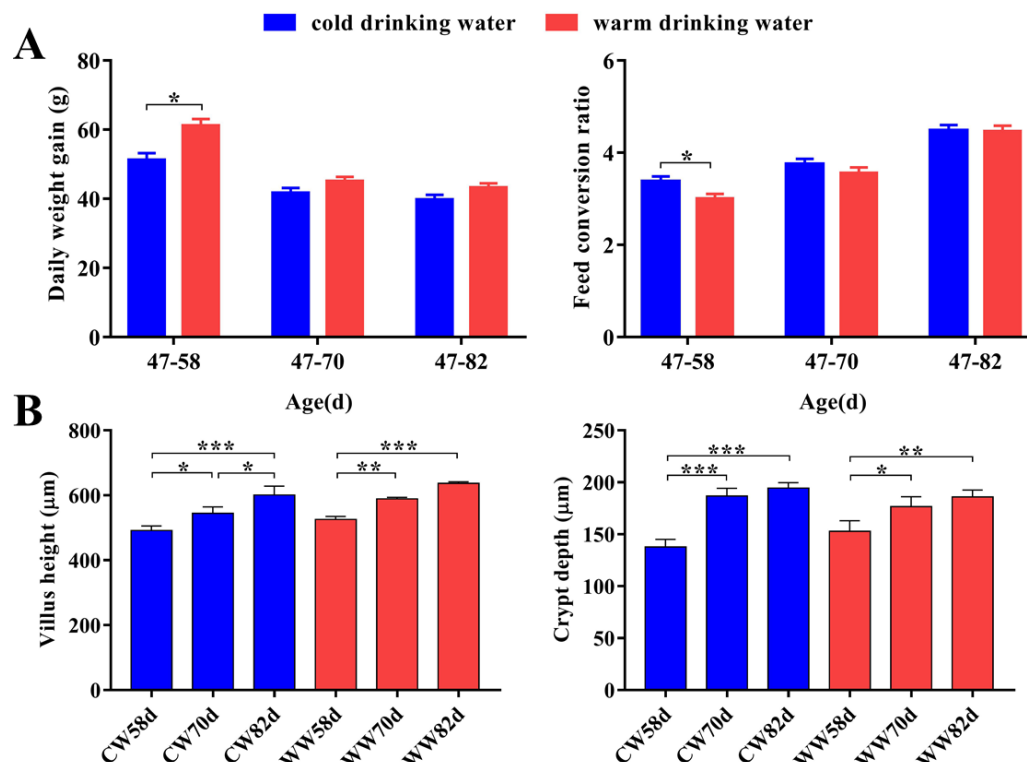 cold drinking water warm drinking water
A
Daily weight gain (g)
80
60
40
20
0
*
47-58 47-70 47-82
Age(d)
Feed conversion ratio
6
4
2
0
*
47-58 47-70 47-82
Age(d)
B
Villus height (μm)
800
600
400
200
0
*** ***
* * **
CW58d CW70d CW82d WW58d WW70d WW82d
Crypt depth (μm)
250
200
150
100
50
0
*** **
*** *
CW58d CW70d CW82d WW58d WW70d WW82d